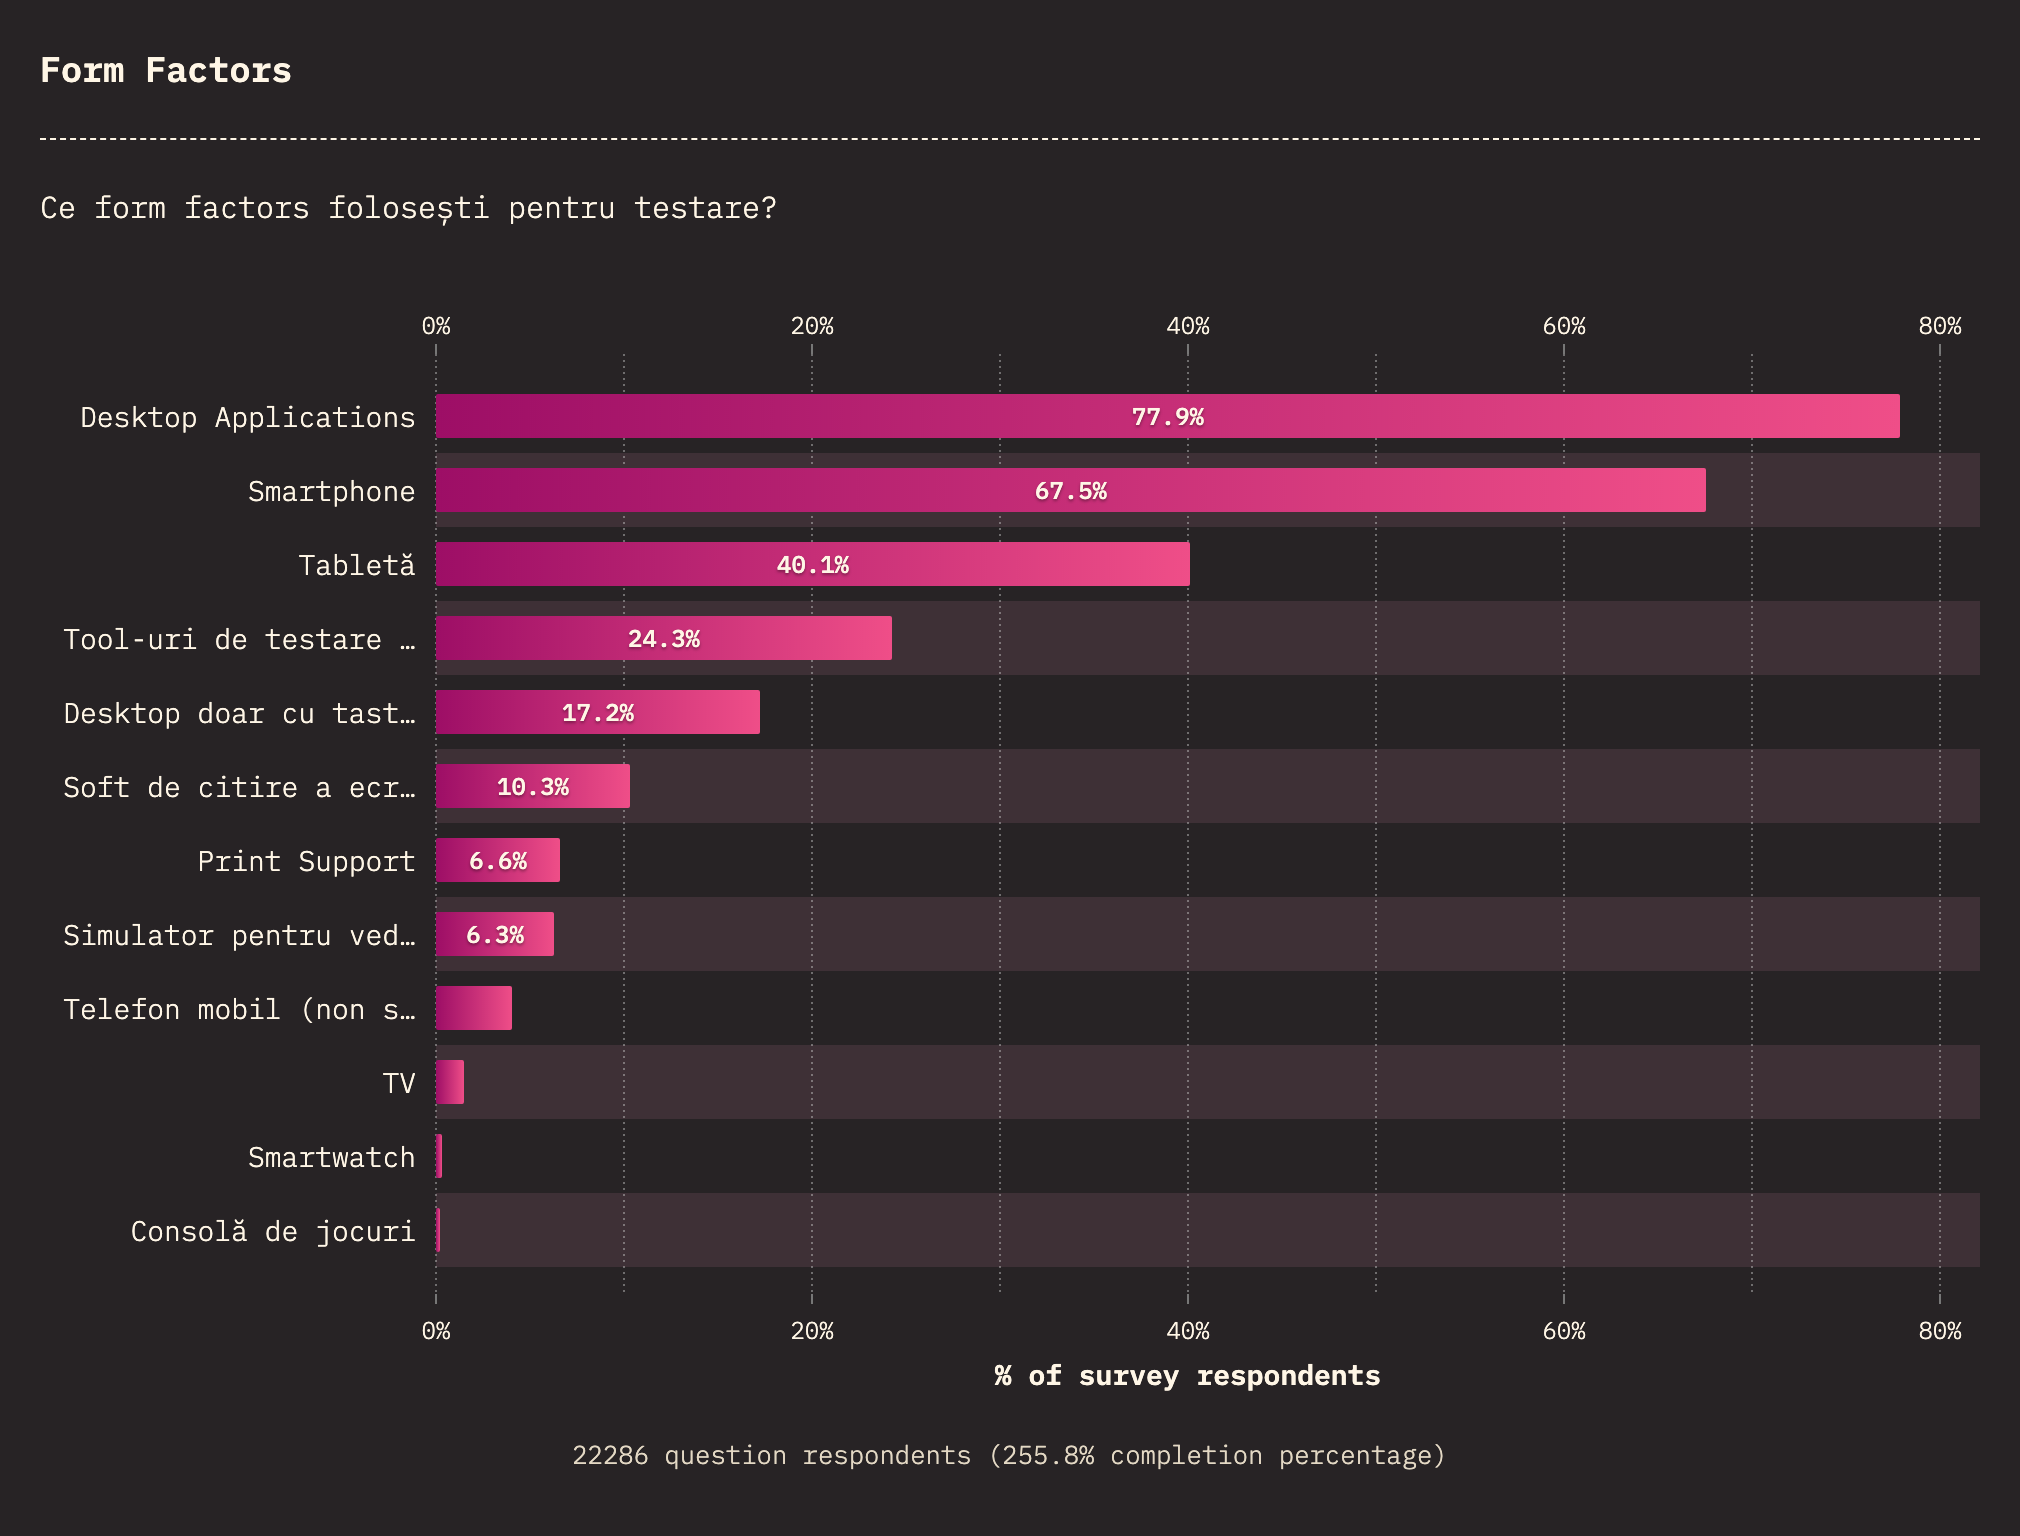 Form Factors
Ce form factors folosești pentru testare?
0% 20% 40% 60% 80%
Desktop Applications 77.9%
Smartphone 67.5%
Tabletă 40.1%
Tool-uri de testare … 24.3%
Desktop doar cu tast… 17.2%
Soft de citire a ecr… 10.3%
Print Support 6.6%
Simulator pentru ved… 6.3%
Telefon mobil (non s…
TV
Smartwatch
Consolă de jocuri
0% 20% 40% 60% 80%
% of survey respondents
22286 question respondents (255.8% completion percentage)